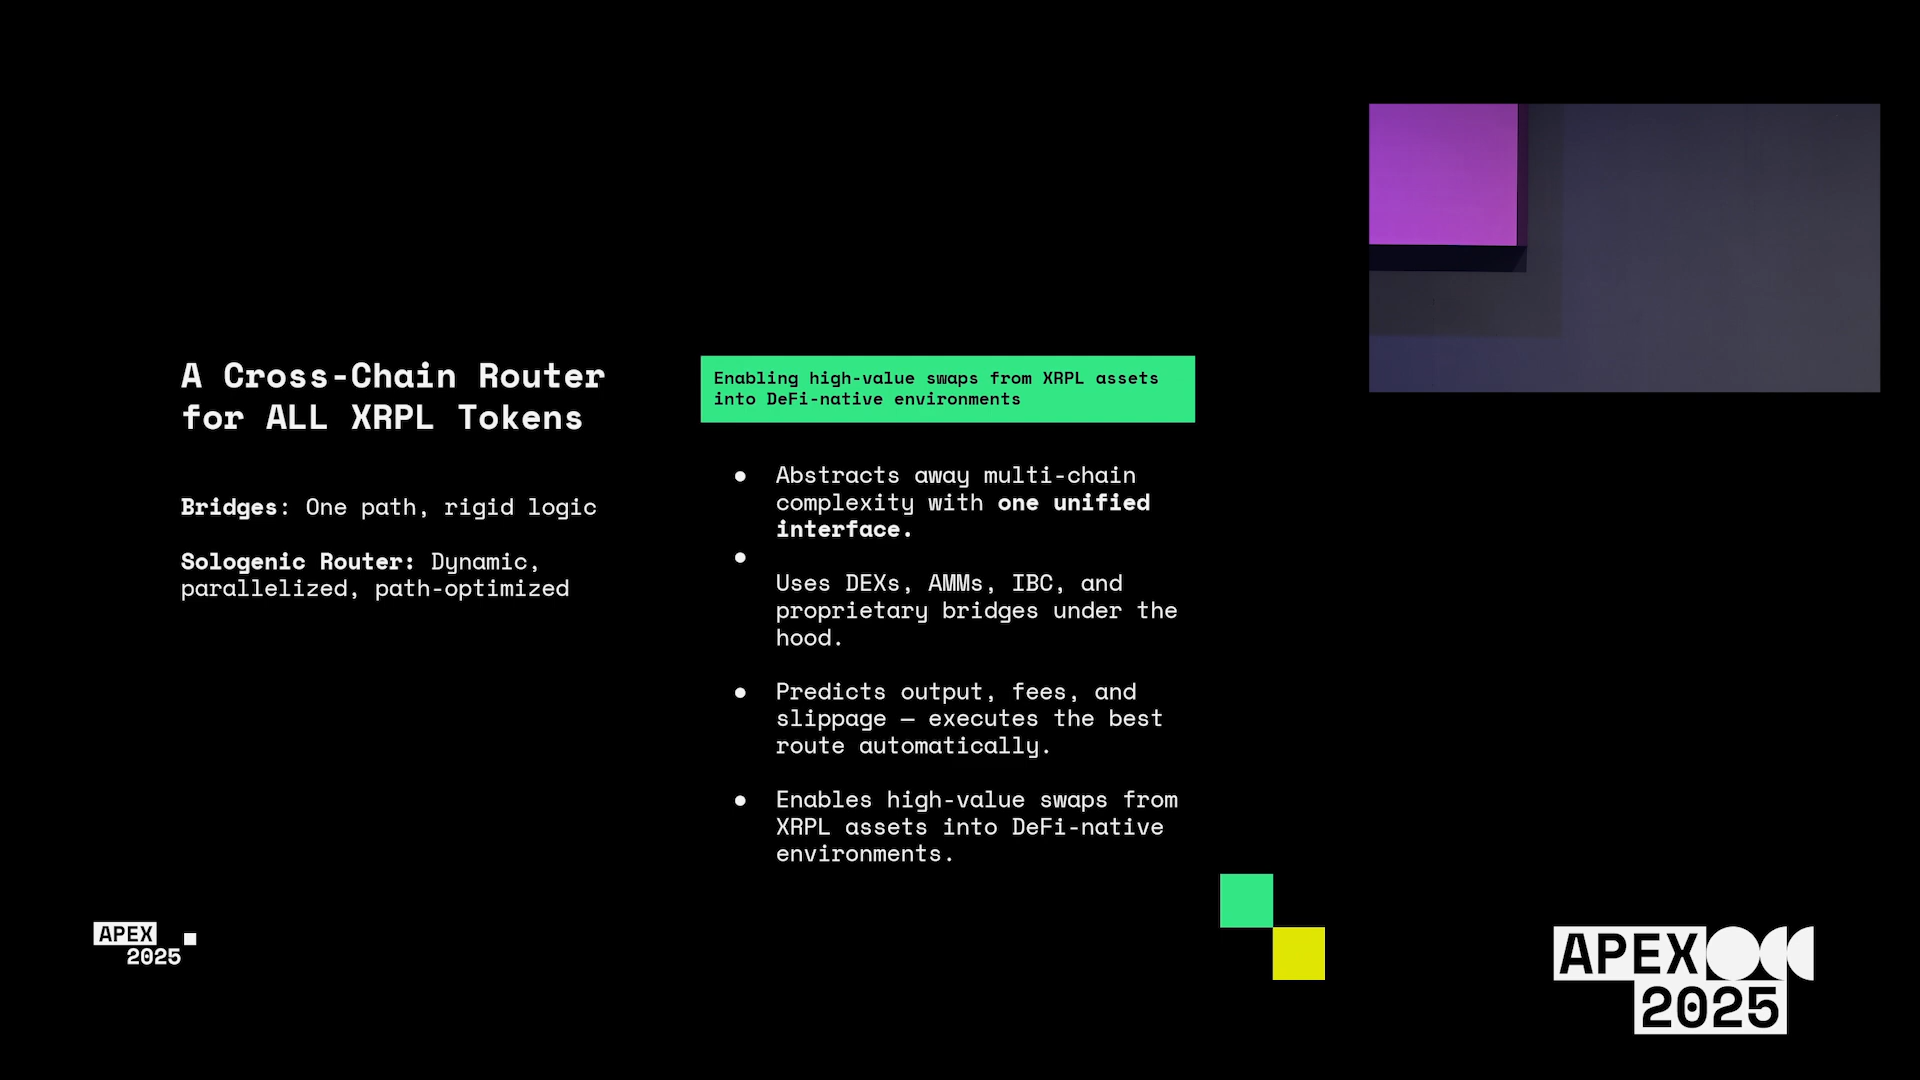 A Cross-Chain Router
for ALL XRPL Tokens
Bridges: One path, rigid logic
Sologenic Router: Dynamic,
parallelized, path-optimized
Enabling high-value swaps from XRPL assets
into DeFi-native environments
● Abstracts away multi-chain
complexity with one unified
interface.
●
Uses DEXs, AMMs, IBC, and
proprietary bridges under the
hood.
● Predicts output, fees, and
slippage — executes the best
route automatically.
● Enables high-value swaps from
XRPL assets into DeFi-native
environments.
APEX
2025
APEX
2025